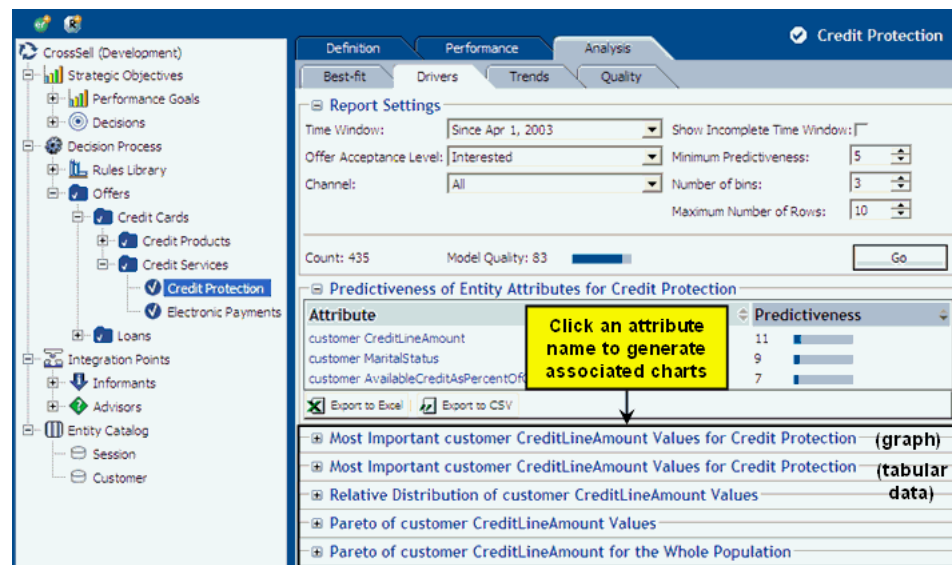 CrossSell (Development)
Strategic Objectives
Performance Goals
Decisions
Decision Process
Rules Library
Offers
Credit Cards
Credit Products
Credit Services
Credit Protection
Electronic Payments
Loans
Integration Points
Informants
Advisors
Entity Catalog
Session
Customer
Credit Protection
Definition Performance Analysis
Best-fit Drivers Trends Quality
Report Settings
Time Window: Since Apr 1, 2003 Show Incomplete Time Window:
Offer Acceptance Level: Interested Minimum Predictiveness: 5
Channel: All Number of bins: 3
Maximum Number of Rows: 10
Count: 435 Model Quality: 83 Go
Predictiveness of Entity Attributes for Credit Protection
Attribute Predictiveness
customer CreditLineAmount 11
customer MaritalStatus 9
customer AvailableCreditAsPercentOf 7
Click an attribute
name to generate
associated charts
Export to Excel Export to CSV
Most Important customer CreditLineAmount Values for Credit Protection (graph)
Most Important customer CreditLineAmount Values for Credit Protection (tabular
data)
Relative Distribution of customer CreditLineAmount Values
Pareto of customer CreditLineAmount Values
Pareto of customer CreditLineAmount for the Whole Population